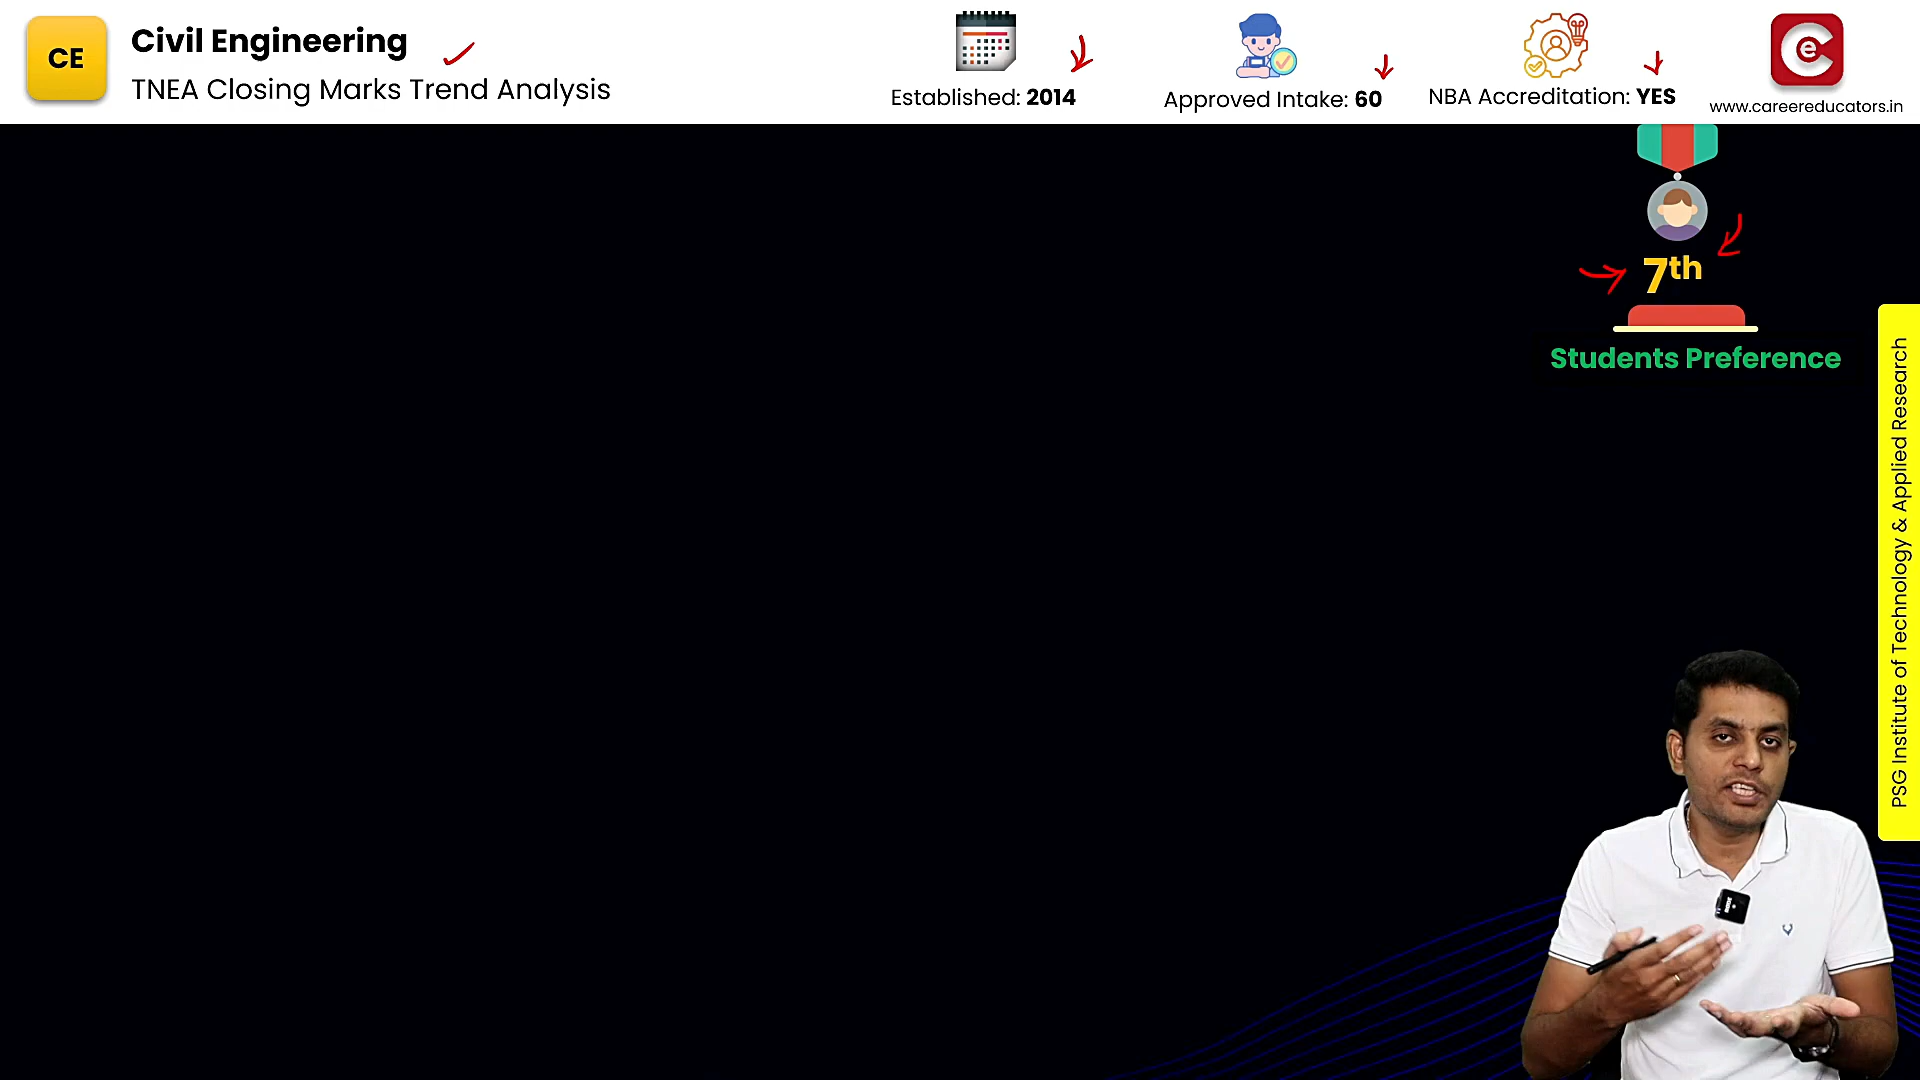 CE
Civil Engineering
TNEA Closing Marks Trend Analysis
Established: 2014
Approved Intake: 60
NBA Accreditation: YES
e
www.careereducators.in
7th
Students Preference
PSG Institute of Technology & Applied Research